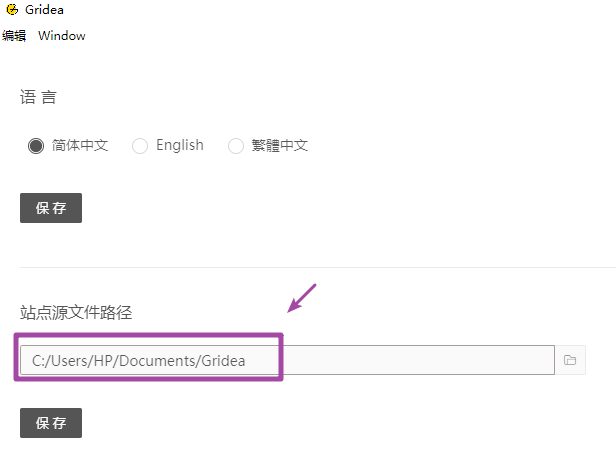 Gridea
编辑 Window
语言
简体中文 English 繁體中文
保存
站点源文件路径
C:/Users/HP/Documents/Gridea
保存